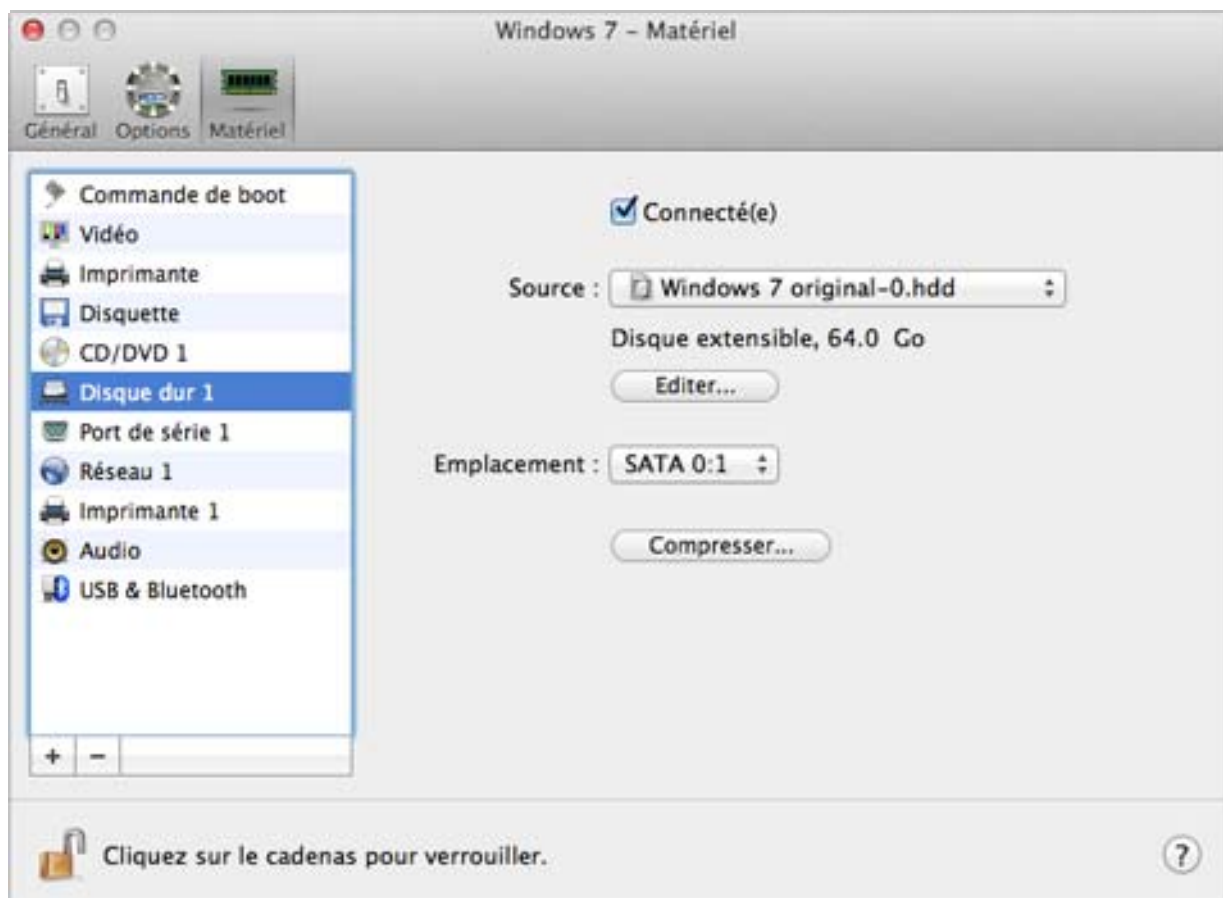 Windows 7 – Matériel
Général Options Matériel
Commande de boot
Vidéo
Imprimante
Disquette
CD/DVD 1
Disque dur 1
Port de série 1
Réseau 1
Imprimante 1
Audio
USB & Bluetooth
+ −
Connecté(e)
Source : Windows 7 original-0.hdd
Disque extensible, 64.0 Go
Editer...
Emplacement : SATA 0:1
Compresser...
Cliquez sur le cadenas pour verrouiller.
?